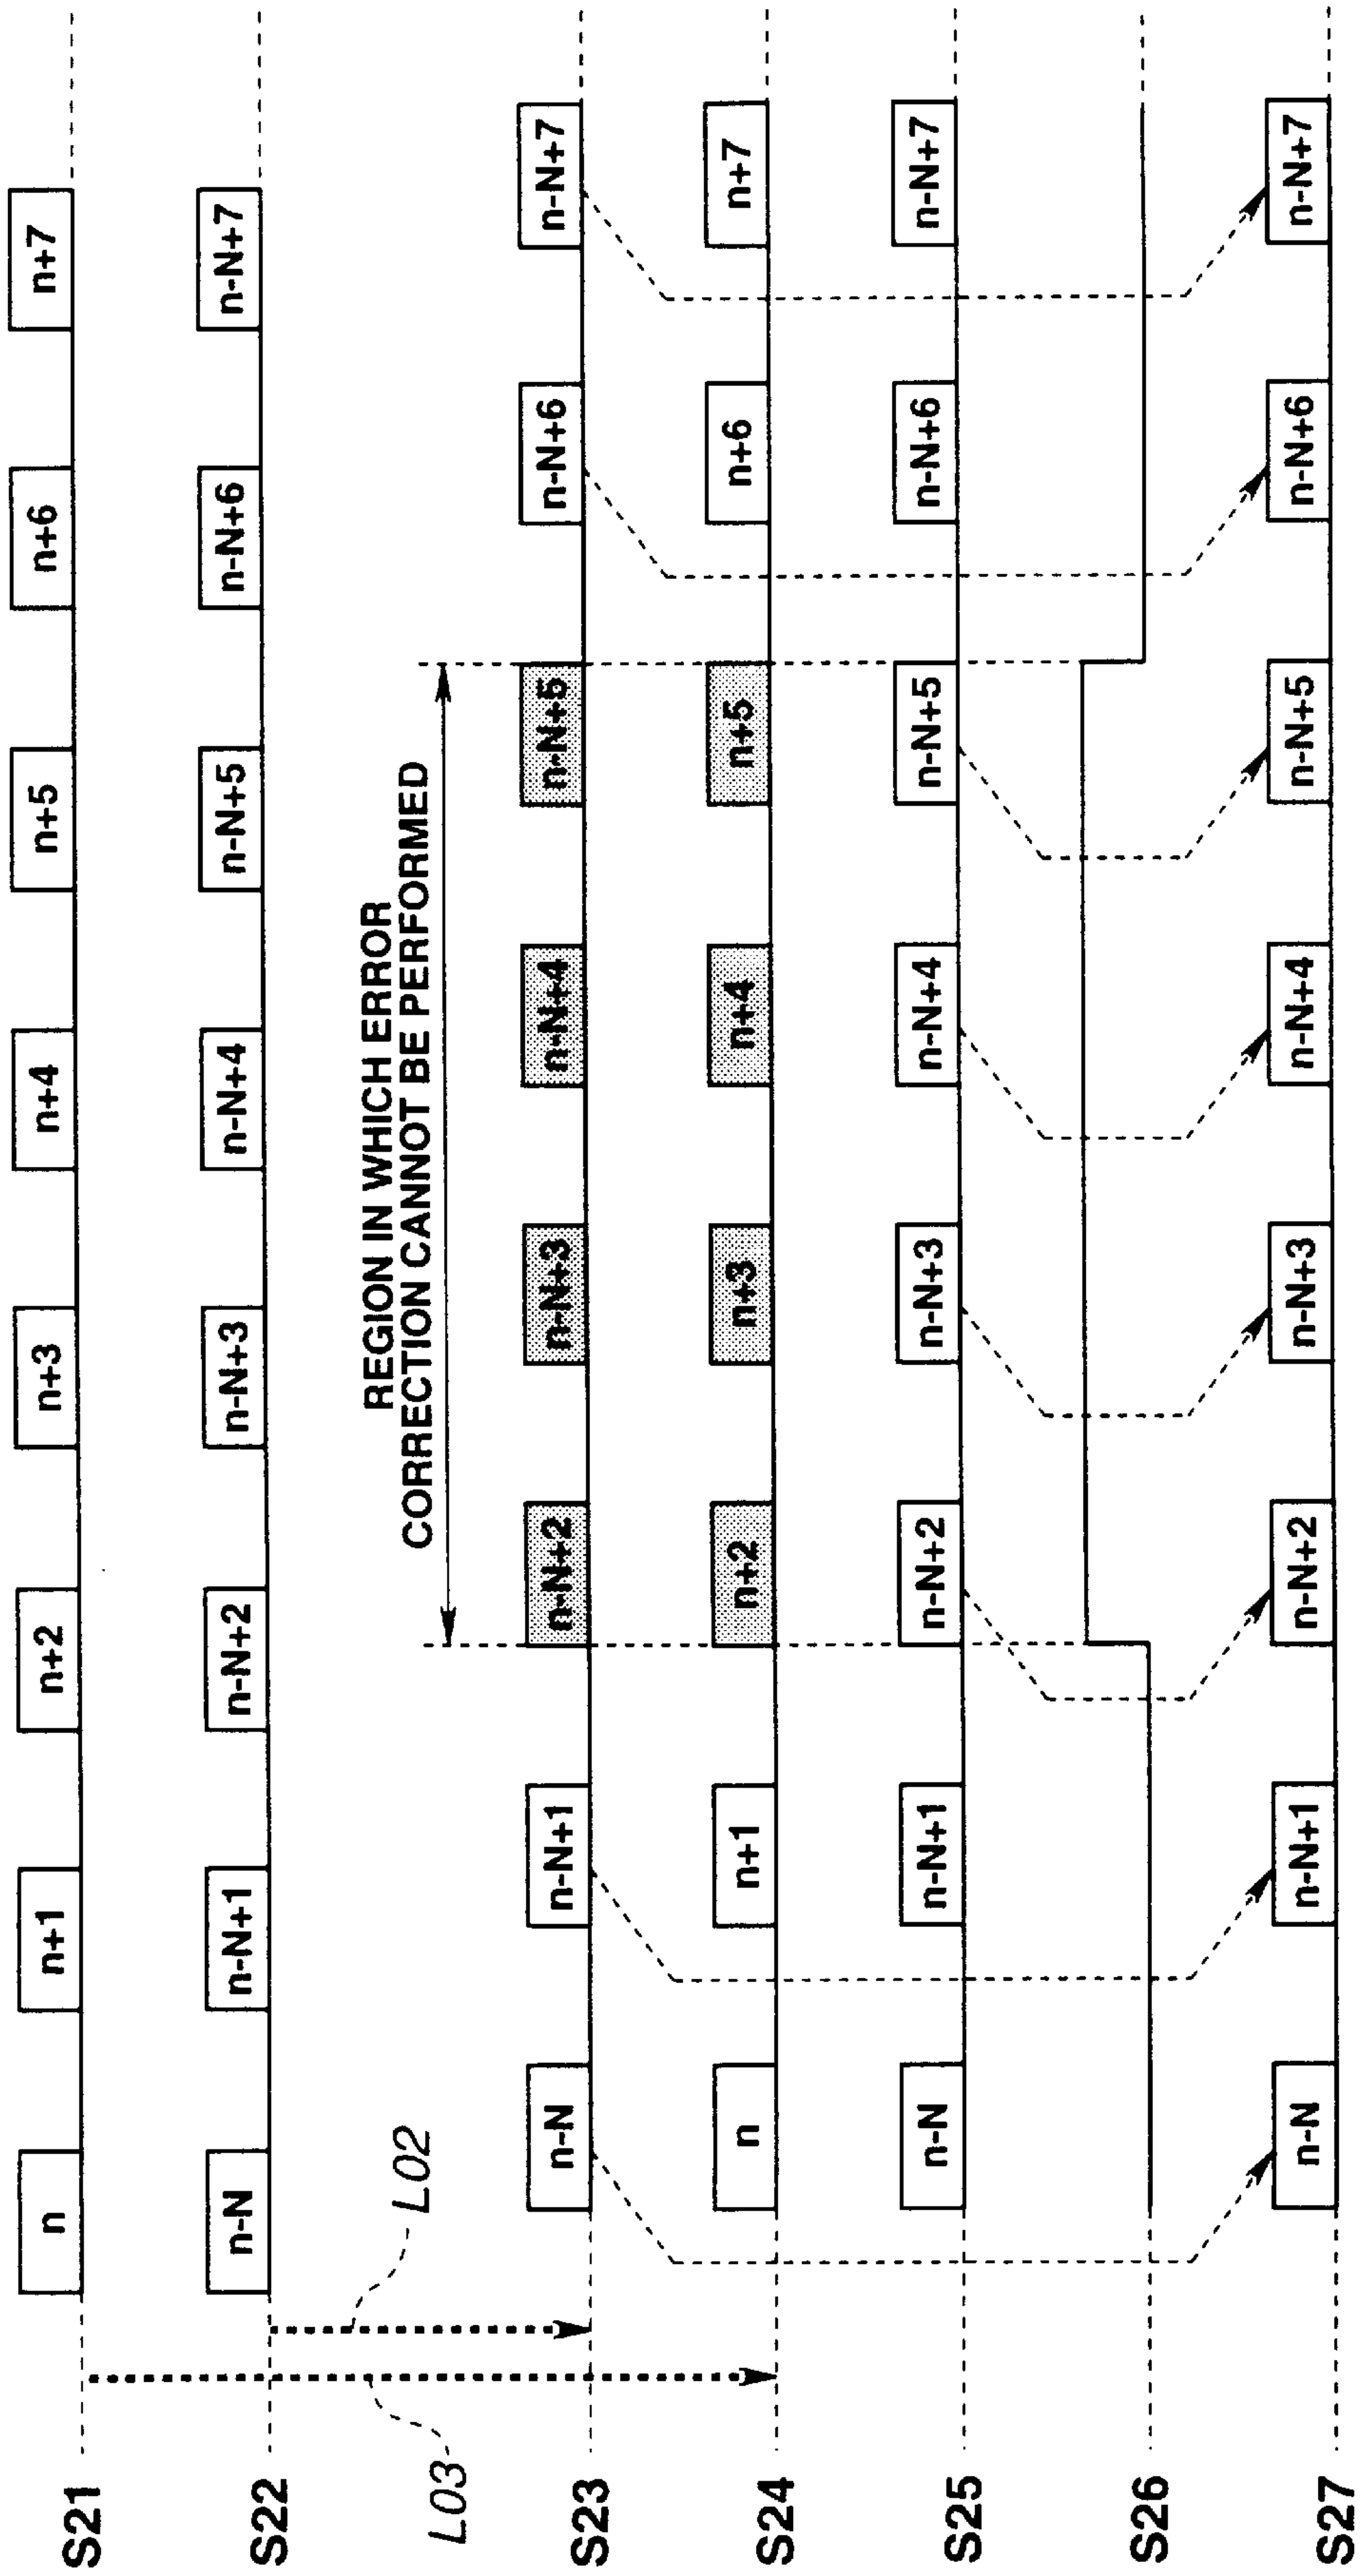 S21 n n+1 n+2 n+3 n+4 n+5 n+6 n+7
S22 n-N n-N+1 n-N+2 n-N+3 n-N+4 n-N+5 n-N+6 n-N+7
L03
L02
REGION IN WHICH ERROR
CORRECTION CANNOT BE PERFORMED
S23 n-N n-N+1 n-N+2 n-N+3 n-N+4 n-N+5 n-N+6 n-N+7
S24 n n+1 n+2 n+3 n+4 n+5 n+6 n+7
S25 n-N n-N+1 n-N+2 n-N+3 n-N+4 n-N+5 n-N+6 n-N+7
S26
S27 n-N n-N+1 n-N+2 n-N+3 n-N+4 n-N+5 n-N+6 n-N+7